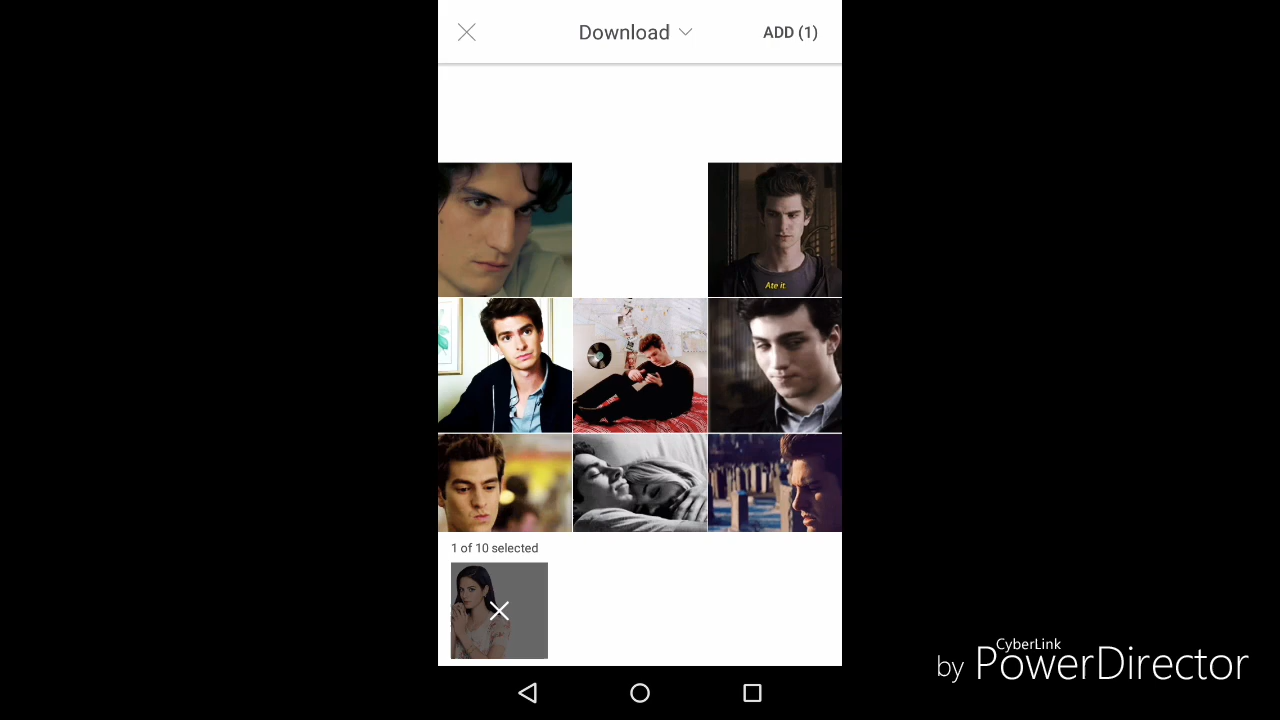 Download
ADD (1)
Ate it.
1 of 10 selected
CyberLink
by PowerDirector